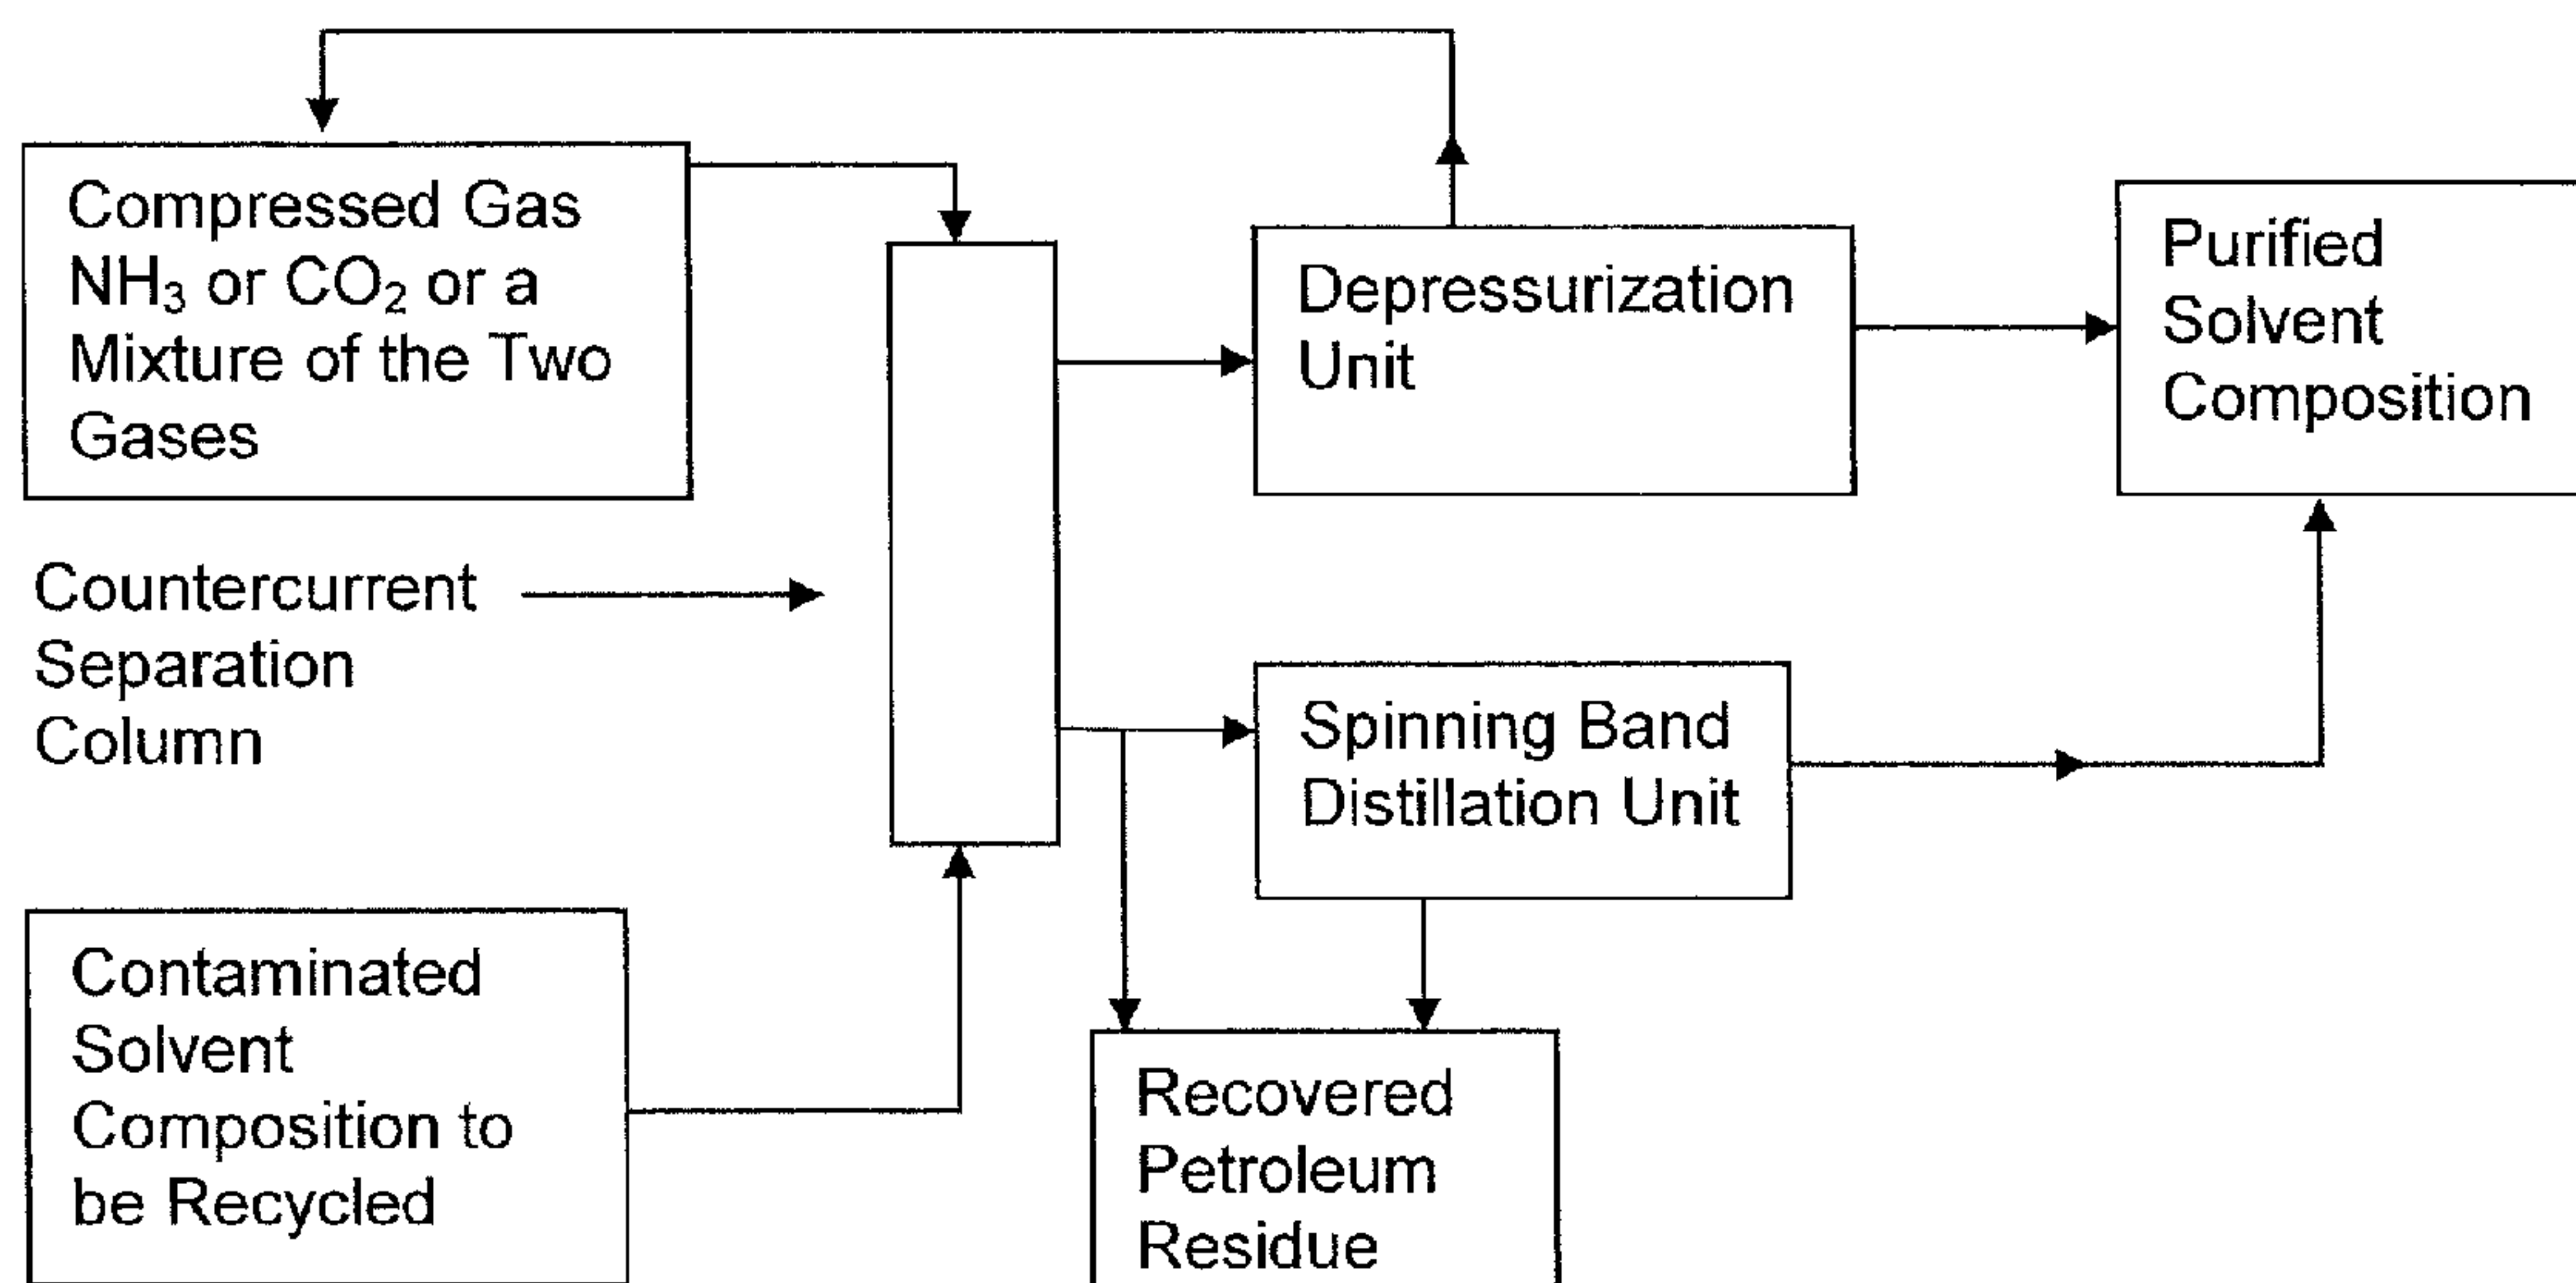 Compressed Gas
NH₃ or CO₂ or a
Mixture of the Two
Gases
Depressurization
Unit
Purified
Solvent
Composition
Countercurrent
Separation
Column
Spinning Band
Distillation Unit
Contaminated
Solvent
Composition to
be Recycled
Recovered
Petroleum
Residue